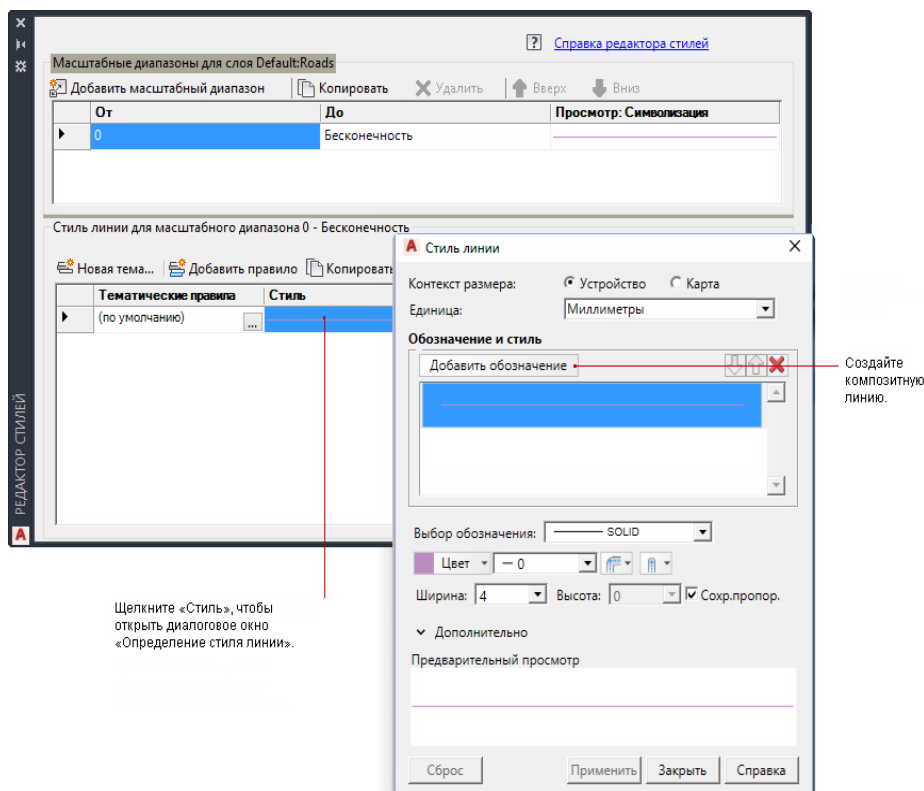 Справка редактора стилей
Масштабные диапазоны для слоя Default:Roads
Добавить масштабный диапазон Копировать Удалить Вверх Вниз
От До Просмотр: Символизация
0 Бесконечность
Стиль линии для масштабного диапазона 0 - Бесконечность
Новая тема... Добавить правило Копировать
Тематические правила Стиль
(по умолчанию) ...
РЕДАКТОР СТИЛЕЙ
Стиль линии
Контекст размера: Устройство Карта
Единица: Миллиметры
Обозначение и стиль
Добавить обозначение
Выбор обозначения: SOLID
Цвет 0
Ширина: 4 Высота: 0 Сохр.пропор.
Дополнительно
Предварительный просмотр
Сброс Применить Закрыть Справка
Создайте
композитную
линию.
Щелкните «Стиль», чтобы
открыть диалоговое окно
«Определение стиля линии».